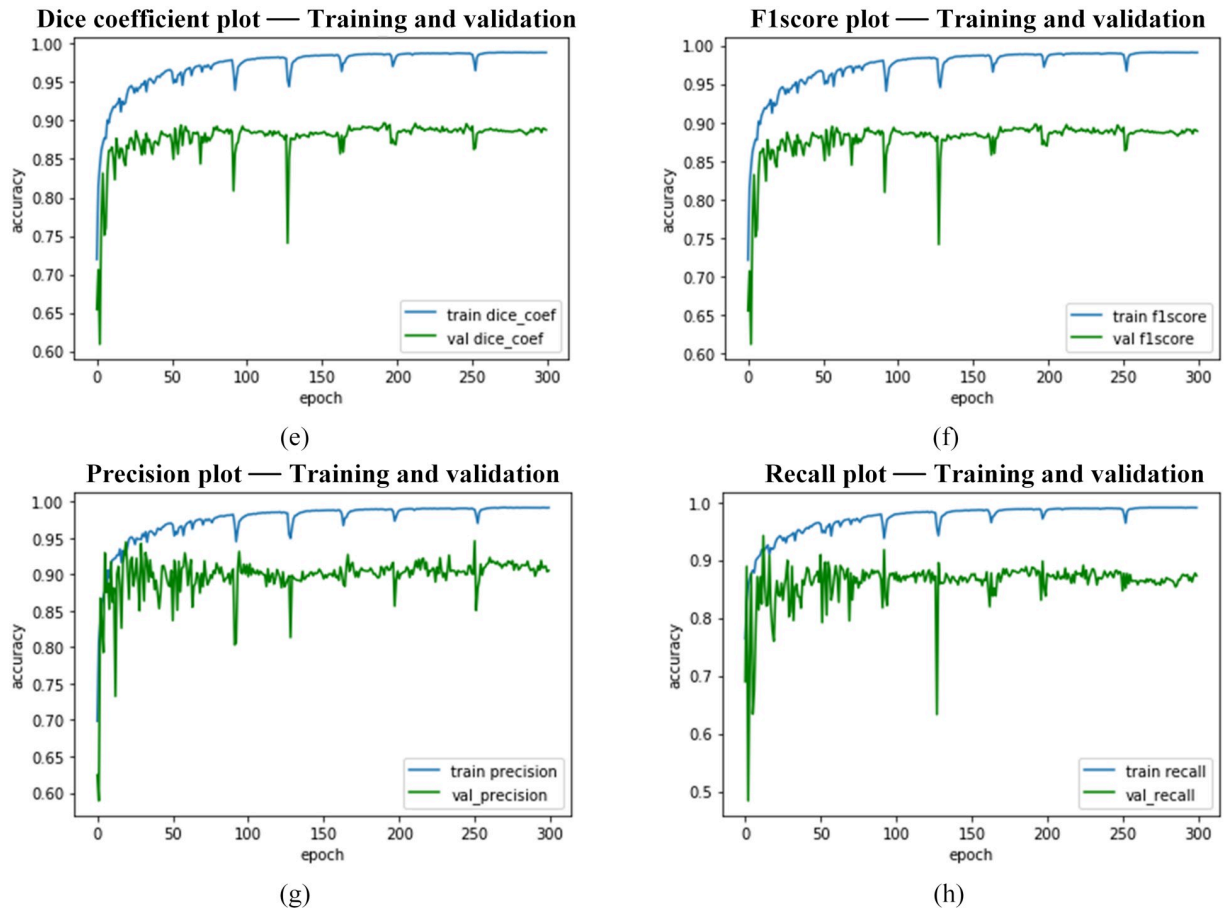 Dice coefficient plot — Training and validation
1.00
0.95
0.90
0.85
0.80
0.75
0.70
0.65
0.60
accuracy
train dice_coef
val dice_coef
0 50 100 150 200 250 300
epoch
(e)
F1score plot — Training and validation
1.00
0.95
0.90
0.85
0.80
0.75
0.70
0.65
0.60
accuracy
train f1score
val f1score
0 50 100 150 200 250 300
epoch
(f)
Precision plot — Training and validation
1.00
0.95
0.90
0.85
0.80
0.75
0.70
0.65
0.60
accuracy
train precision
val_precision
0 50 100 150 200 250 300
epoch
(g)
Recall plot — Training and validation
1.0
0.9
0.8
0.7
0.6
0.5
accuracy
train recall
val_recall
0 50 100 150 200 250 300
epoch
(h)